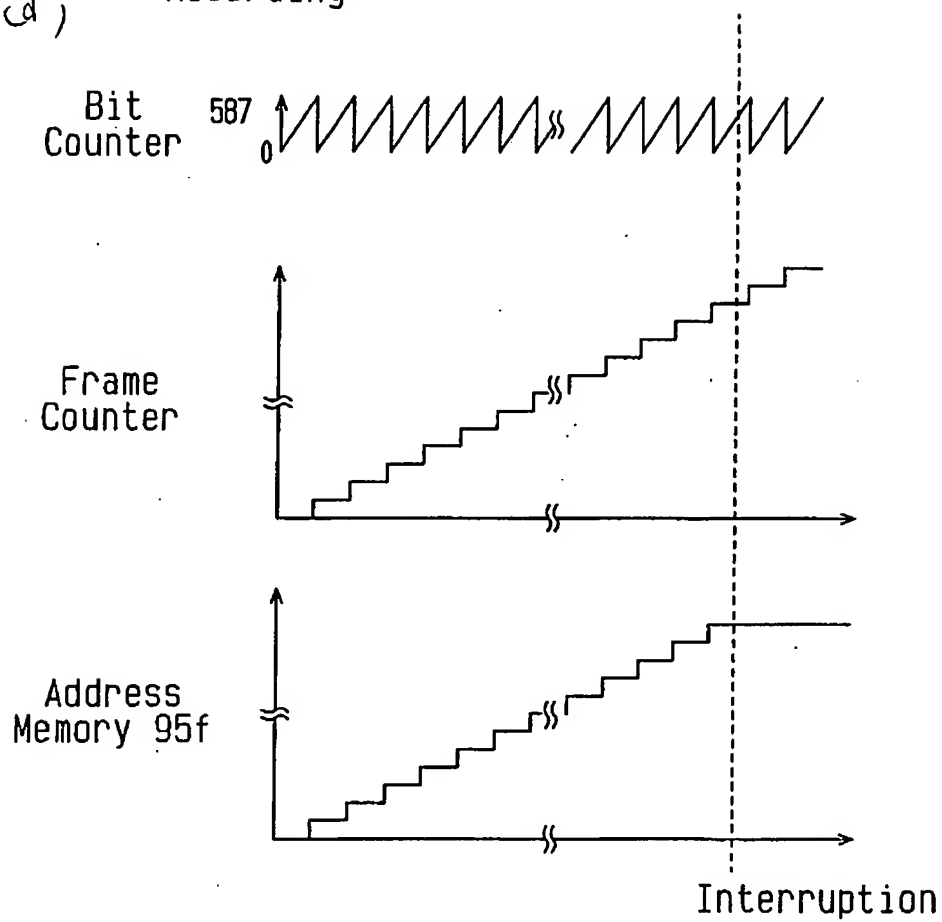 Bit
Counter
587
0
Frame
Counter
Address
Memory 95f
Interruption